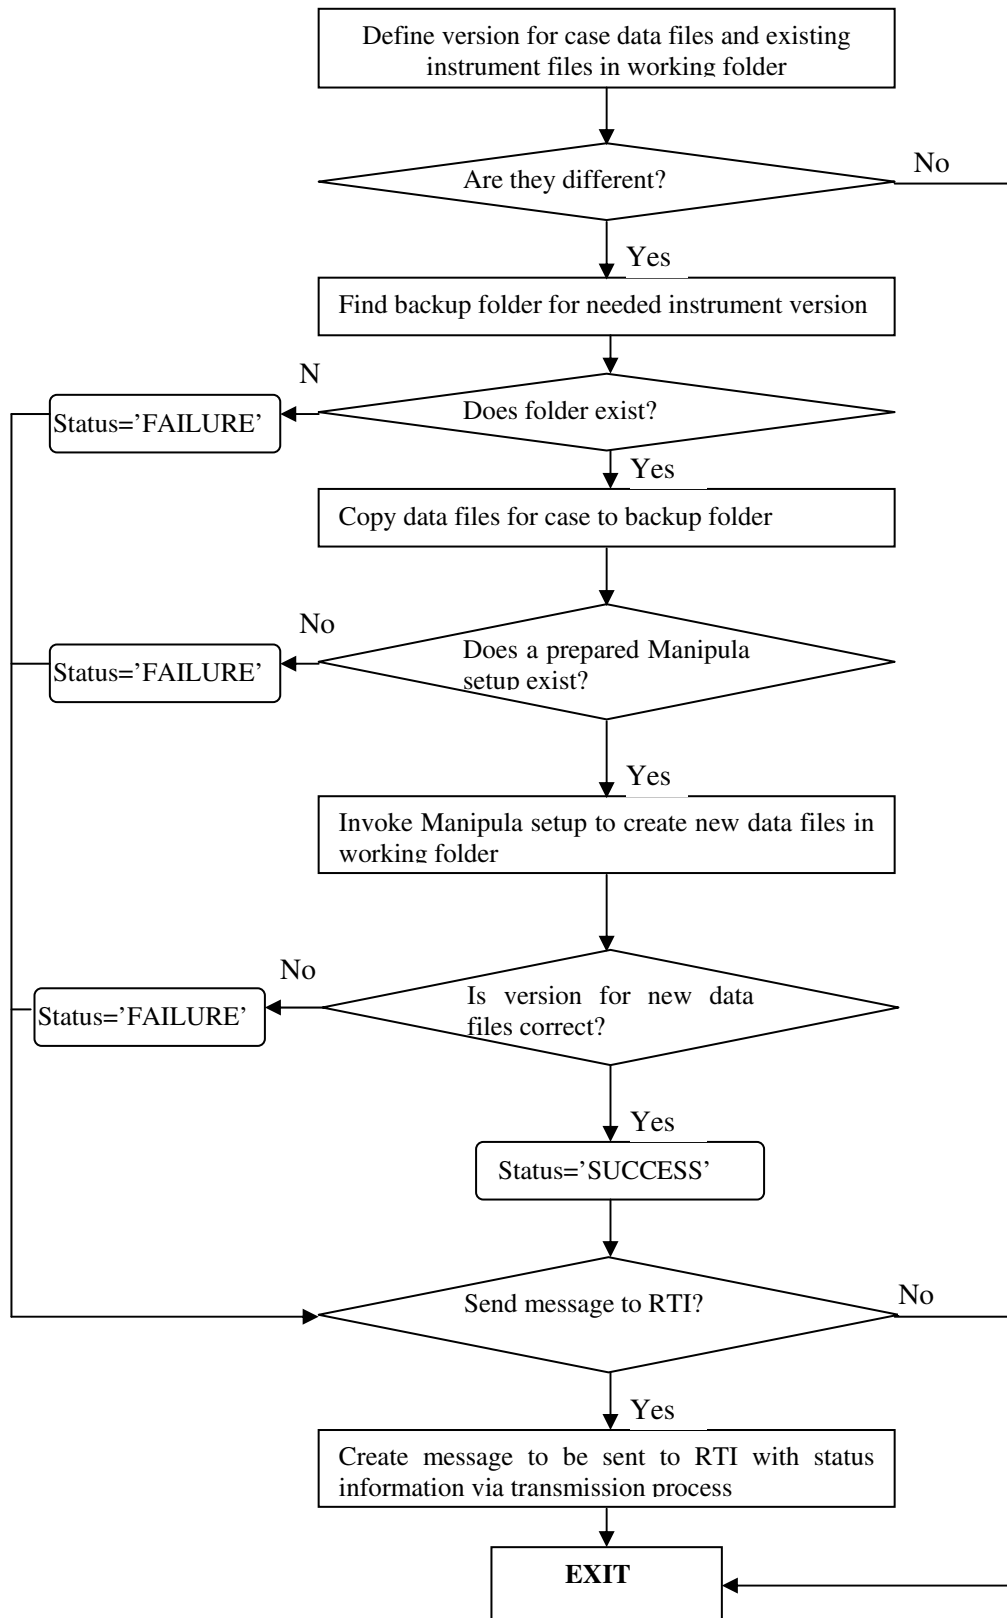 Define version for case data files and existing
instrument files in working folder
Are they different?
No
Yes
Find backup folder for needed instrument version
N
Does folder exist?
Status=’FAILURE’
Yes
Copy data files for case to backup folder
No
Does a prepared Manipula
setup exist?
Status=’FAILURE’
Yes
Invoke Manipula setup to create new data files in
working folder
No
Is version for new data
files correct?
Status=’FAILURE’
Yes
Status=’SUCCESS’
Send message to RTI?
No
Yes
Create message to be sent to RTI with status
information via transmission process
EXIT